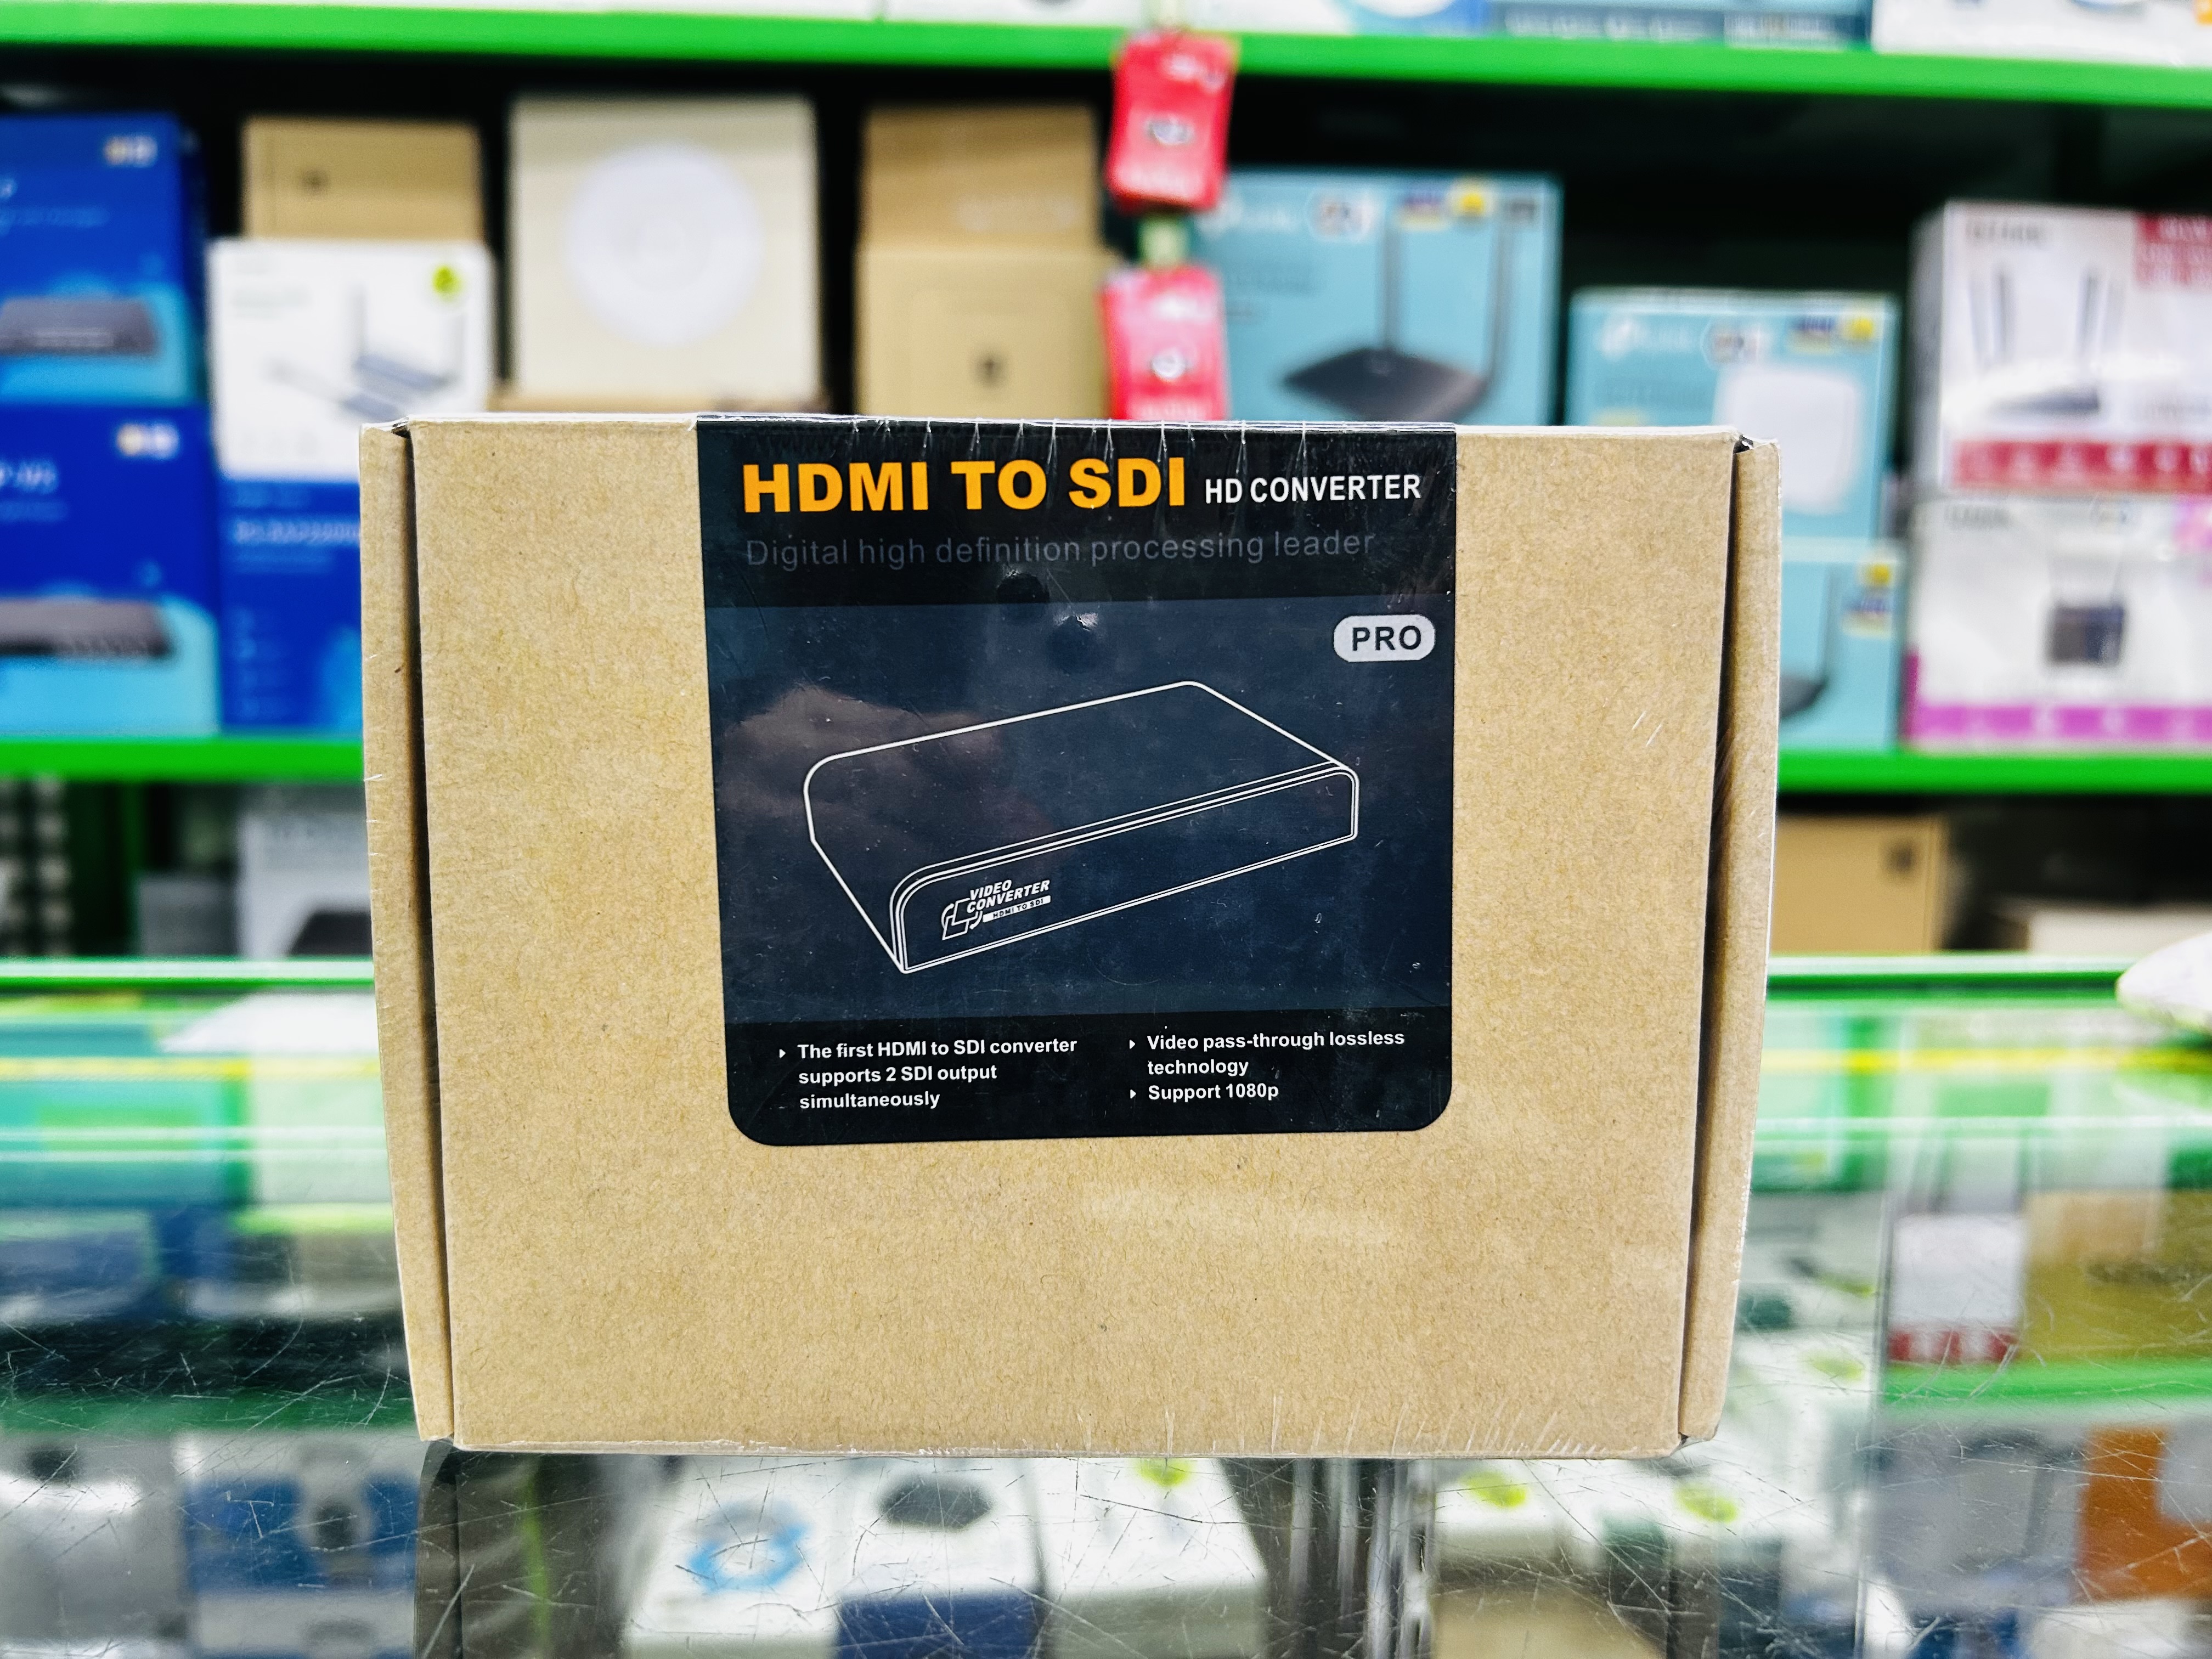 HDMI TO SDI HD CONVERTER
Digital high definition processing leader
PRO
VIDEO
CONVERTER
HDMI TO SDI
The first HDMI to SDI converter
supports 2 SDI output
simultaneously
Video pass-through lossless
technology
Support 1080p